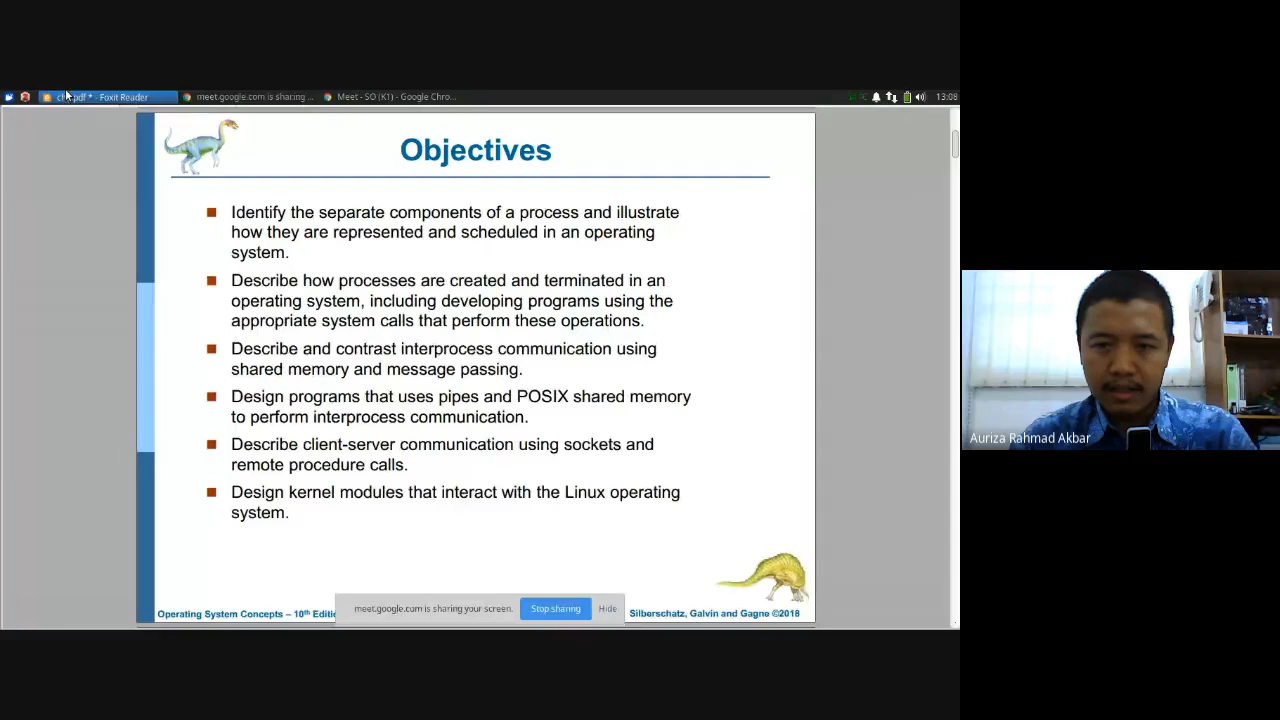 pdf * - Foxit Reader
meet.google.com is sharing ...
Meet - SO (K1) - Google Chro...
13:08
Objectives
Identify the separate components of a process and illustrate
how they are represented and scheduled in an operating
system.
Describe how processes are created and terminated in an
operating system, including developing programs using the
appropriate system calls that perform these operations.
Describe and contrast interprocess communication using
shared memory and message passing.
Design programs that uses pipes and POSIX shared memory
to perform interprocess communication.
Describe client-server communication using sockets and
remote procedure calls.
Design kernel modules that interact with the Linux operating
system.
Auriza Rahmad Akbar
meet.google.com is sharing your screen.
Stop sharing
Hide
Operating System Concepts – 10th
Silberschatz, Galvin and Gagne ©2018